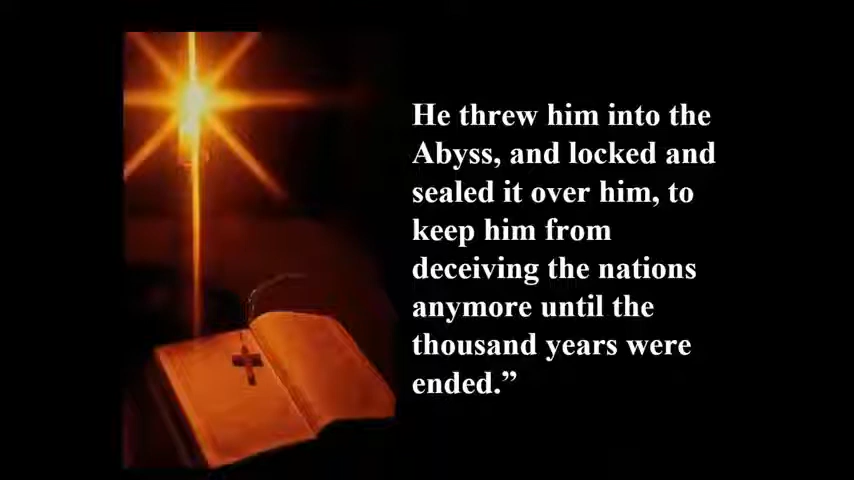 He threw him into the
Abyss, and locked and
sealed it over him, to
keep him from
deceiving the nations
anymore until the
thousand years were
ended.”